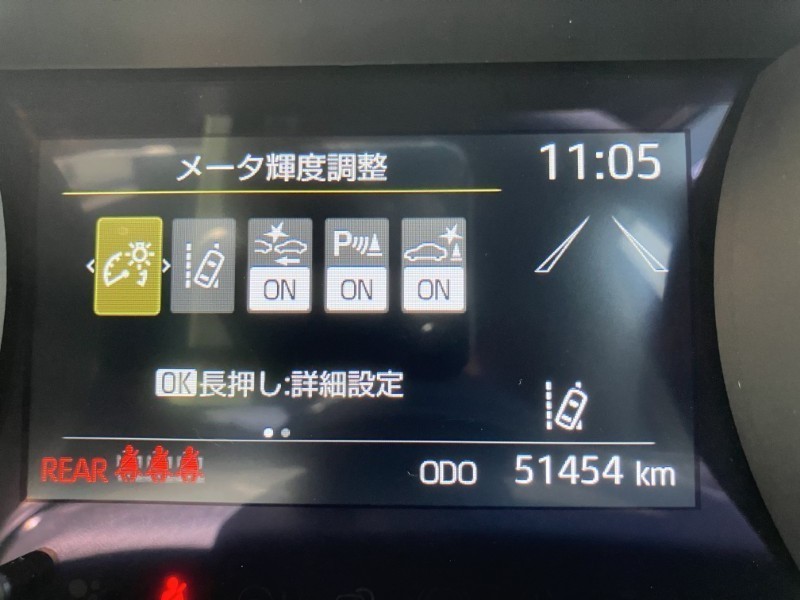 メータ輝度調整
11:05
P
ON
ON
ON
OK長押し:詳細設定
REAR
ODO 51454 km